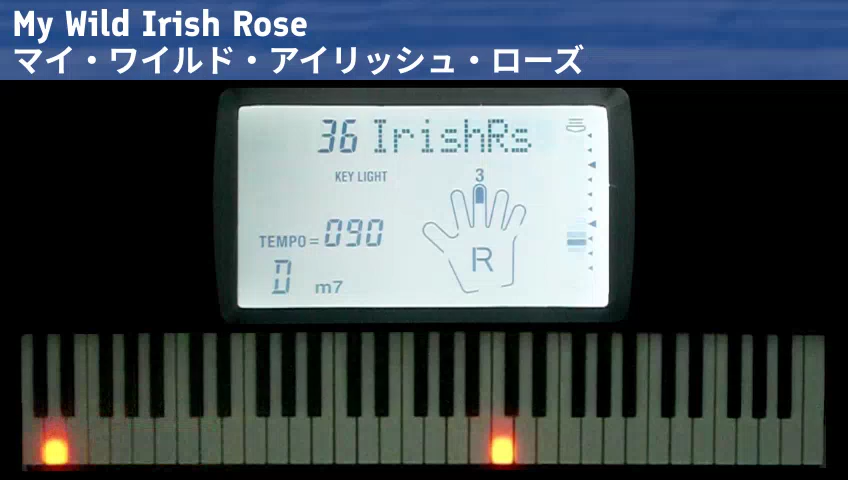 My Wild Irish Rose
マイ・ワイルド・アイリッシュ・ローズ
36 IrishRs
KEY LIGHT
3
TEMPO = 090
R
D m7